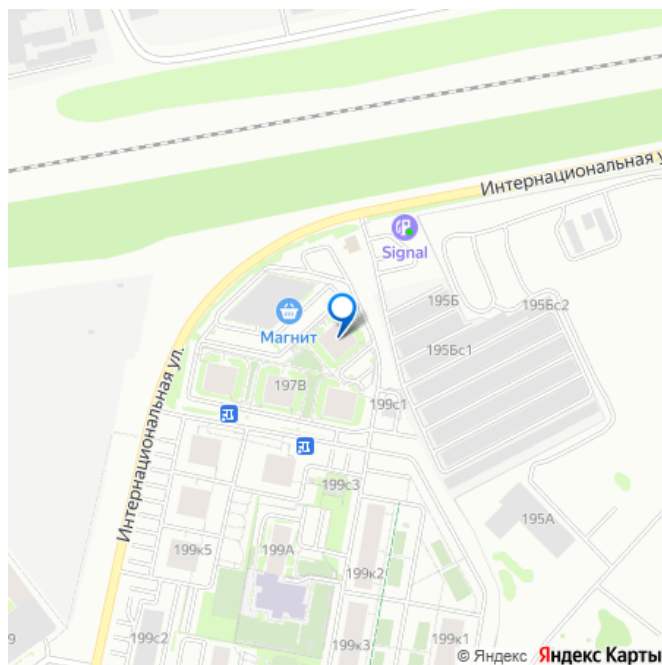 Интернациональная у
Signal
195Б
195Бс2
Магнит
195Бс1
Интернациональная ул.
197В
199с1
199с3
195А
199к5
199А
199к2
9
199с2
199к3
199к1
© Яндекс Яндекс Карты